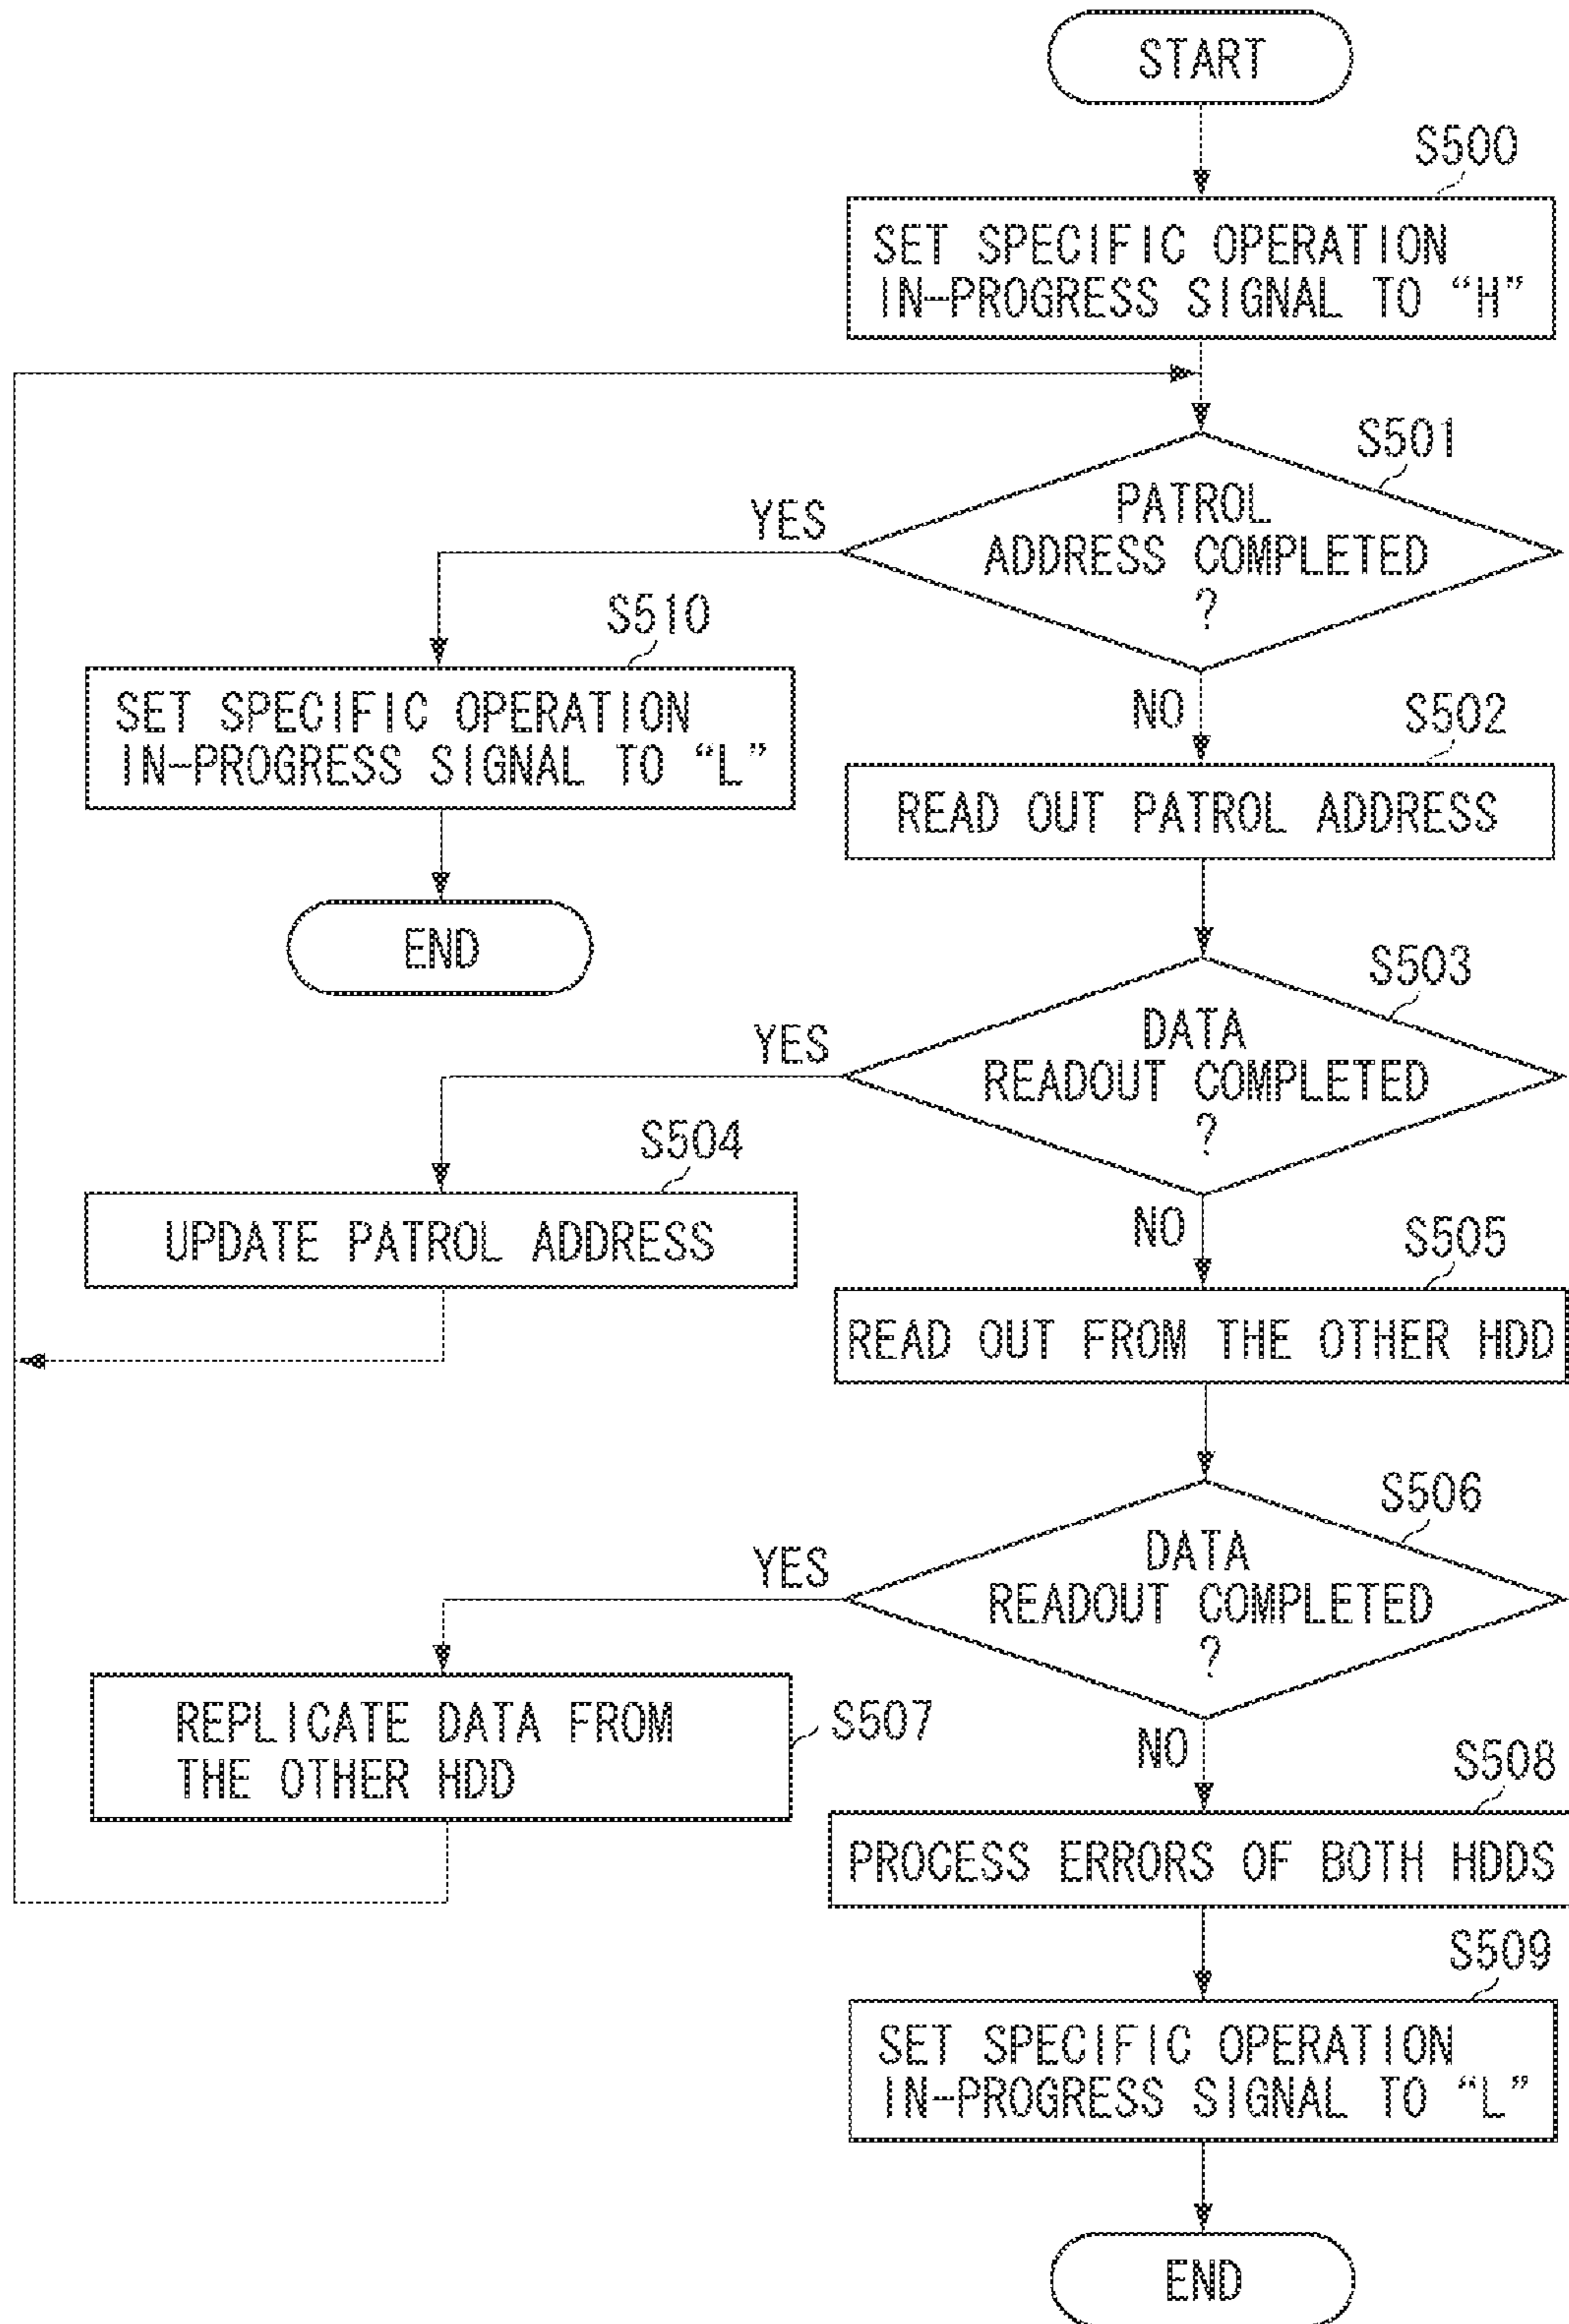 START
S500
SET SPECIFIC OPERATION
IN-PROGRESS SIGNAL TO “H”
S501
PATROL
ADDRESS COMPLETED
?
YES
NO
S510
SET SPECIFIC OPERATION
IN-PROGRESS SIGNAL TO “L”
END
S502
READ OUT PATROL ADDRESS
S503
DATA
READOUT COMPLETED
?
YES
NO
S504
UPDATE PATROL ADDRESS
S505
READ OUT FROM THE OTHER HDD
S506
DATA
READOUT COMPLETED
?
YES
NO
S507
REPLICATE DATA FROM
THE OTHER HDD
S508
PROCESS ERRORS OF BOTH HDDS
S509
SET SPECIFIC OPERATION
IN-PROGRESS SIGNAL TO “L”
END